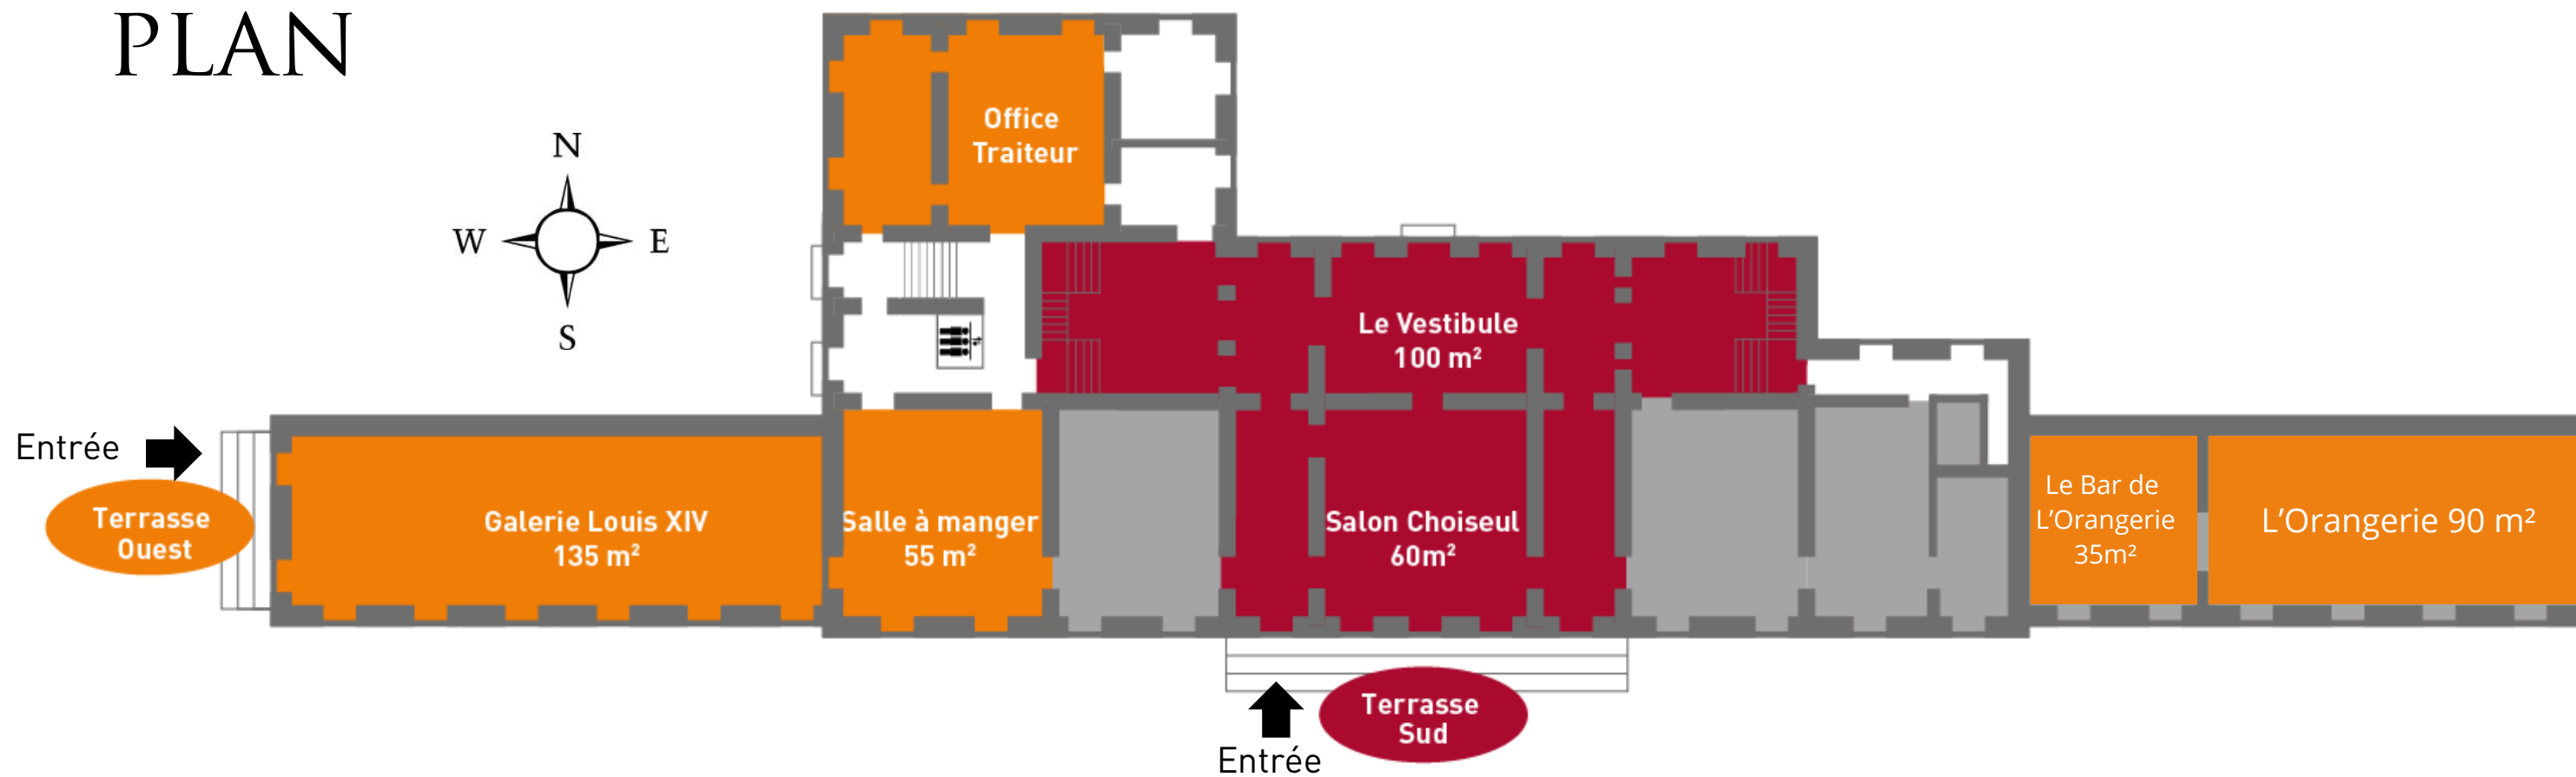 PLAN
N
W
E
S
Office
Traiteur
Le Vestibule
100 m²
Entrée
Terrasse
Ouest
Galerie Louis XIV
135 m²
Salle à manger
55 m²
Salon Choiseul
60m²
Le Bar de
L’Orangerie
35m²
L’Orangerie 90 m²
Terrasse
Sud
Entrée